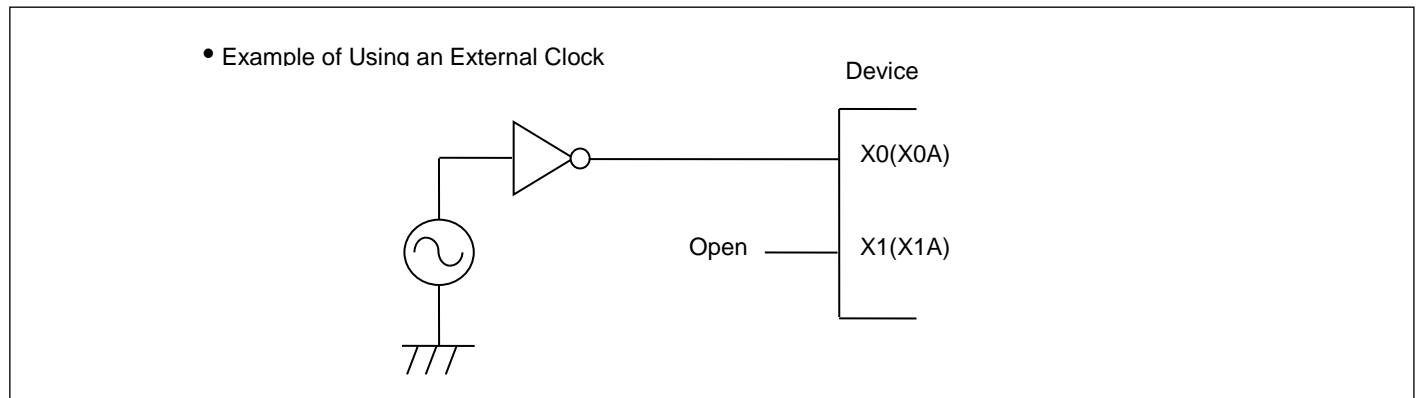 • Example of Using an External Clock
Device
X0(X0A)
Open
X1(X1A)